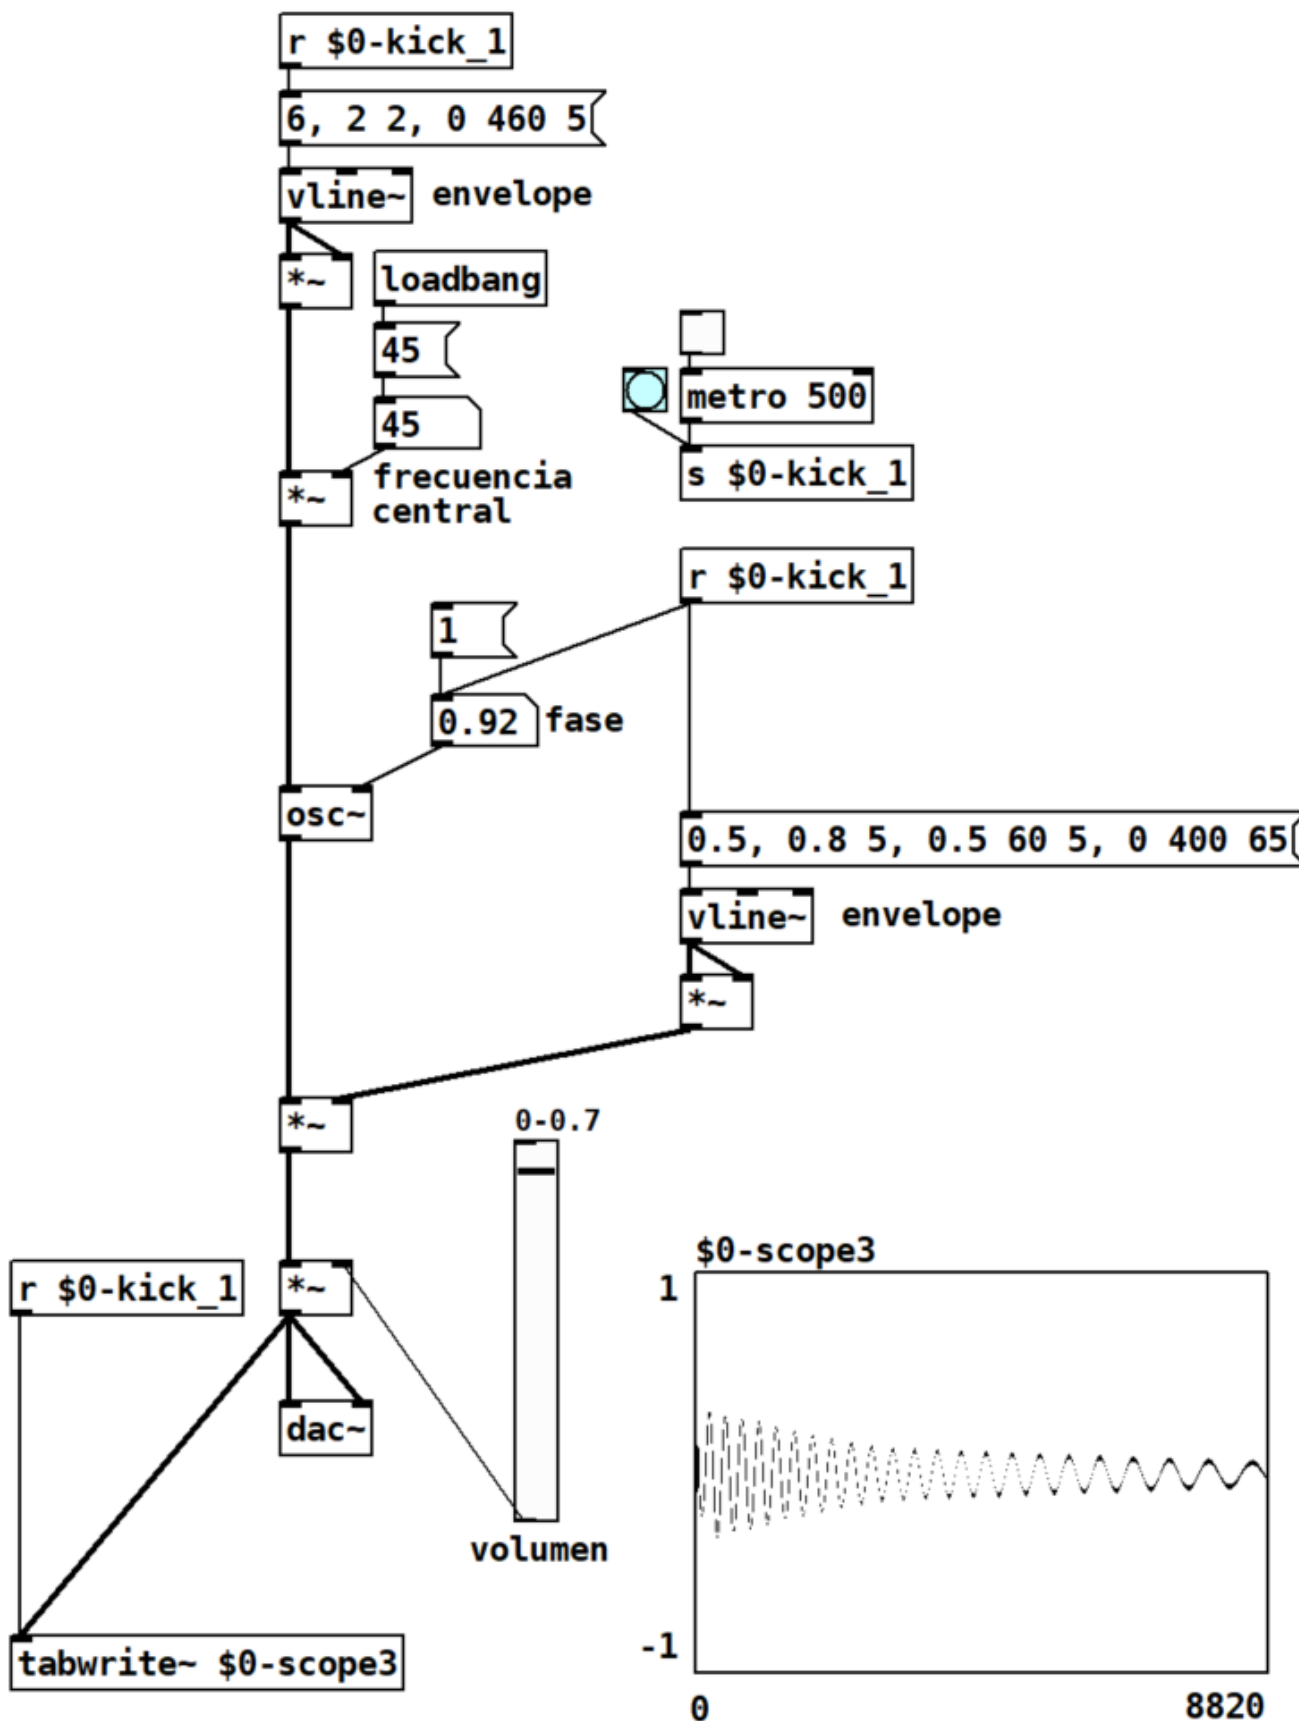 r $0-kick_1
6, 2 2, 0 460 5
vline~
envelope
*~
loadbang
45
45
*~
frecuencia
central
metro 500
s $0-kick_1
r $0-kick_1
1
0.92
fase
osc~
0.5, 0.8 5, 0.5 60 5, 0 400 65
vline~
envelope
*~
*~
0-0.7
r $0-kick_1
*~
dac~
volumen
tabwrite~ $0-scope3
$0-scope3
1
-1
0
8820